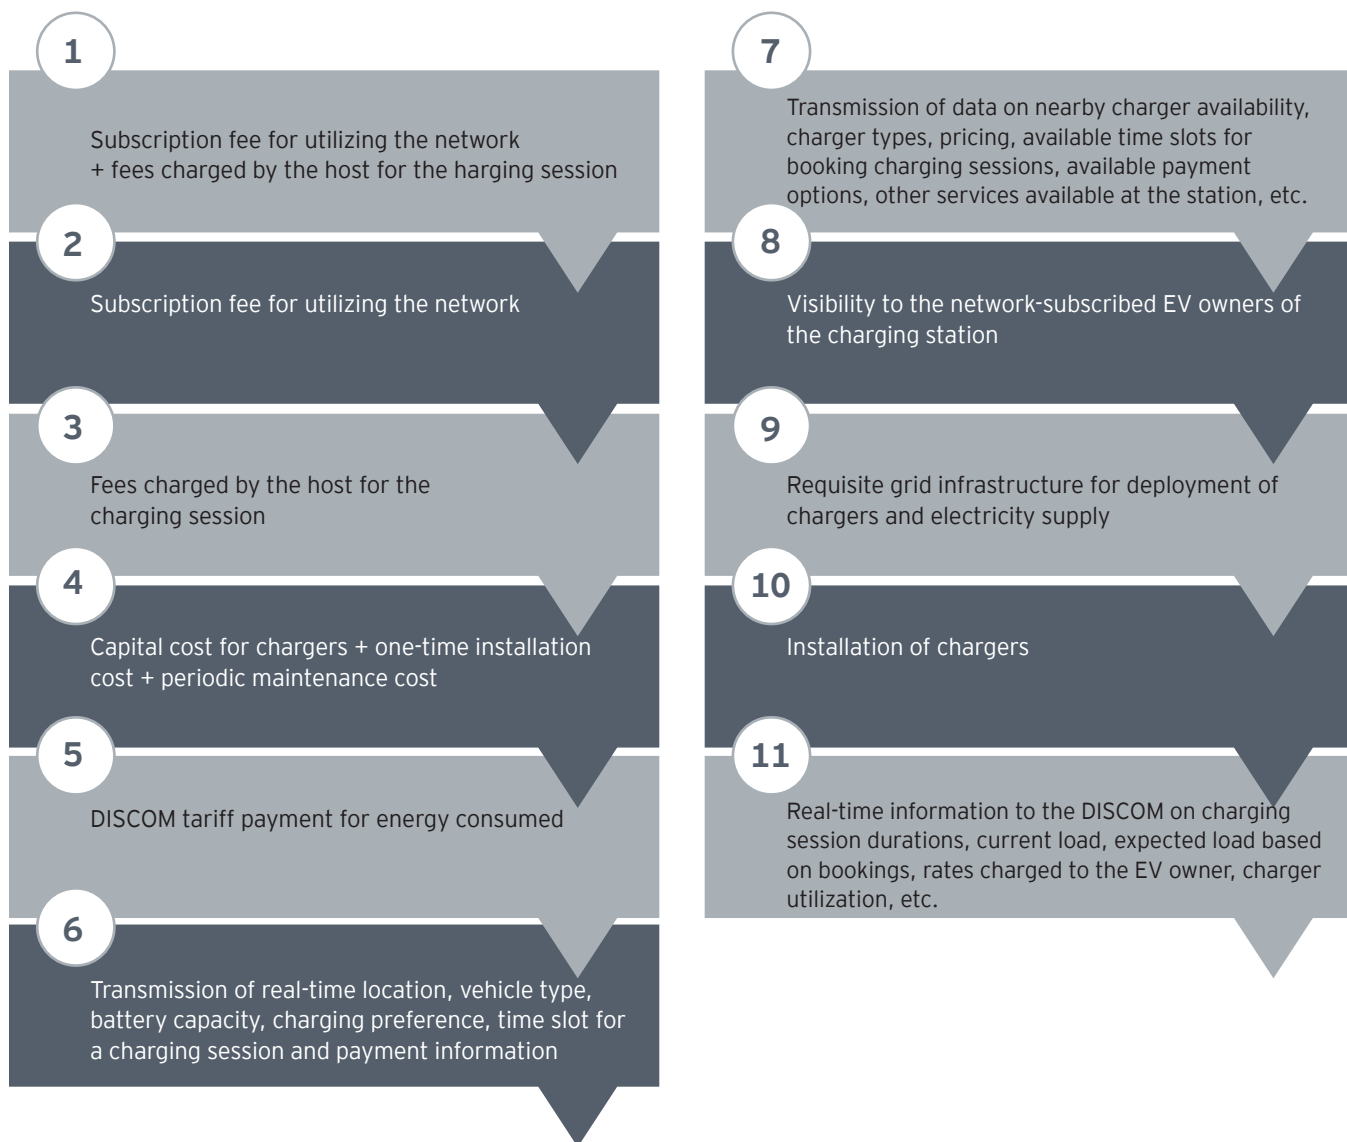 1
Subscription fee for utilizing the network
+ fees charged by the host for the harging session
2
Subscription fee for utilizing the network
3
Fees charged by the host for the
charging session
4
Capital cost for chargers + one-time installation
cost + periodic maintenance cost
5
DISCOM tariff payment for energy consumed
6
Transmission of real-time location, vehicle type,
battery capacity, charging preference, time slot for
a charging session and payment information
7
Transmission of data on nearby charger availability,
charger types, pricing, available time slots for
booking charging sessions, available payment
options, other services available at the station, etc.
8
Visibility to the network-subscribed EV owners of
the charging station
9
Requisite grid infrastructure for deployment of
chargers and electricity supply
10
Installation of chargers
11
Real-time information to the DISCOM on charging
session durations, current load, expected load based
on bookings, rates charged to the EV owner, charger
utilization, etc.